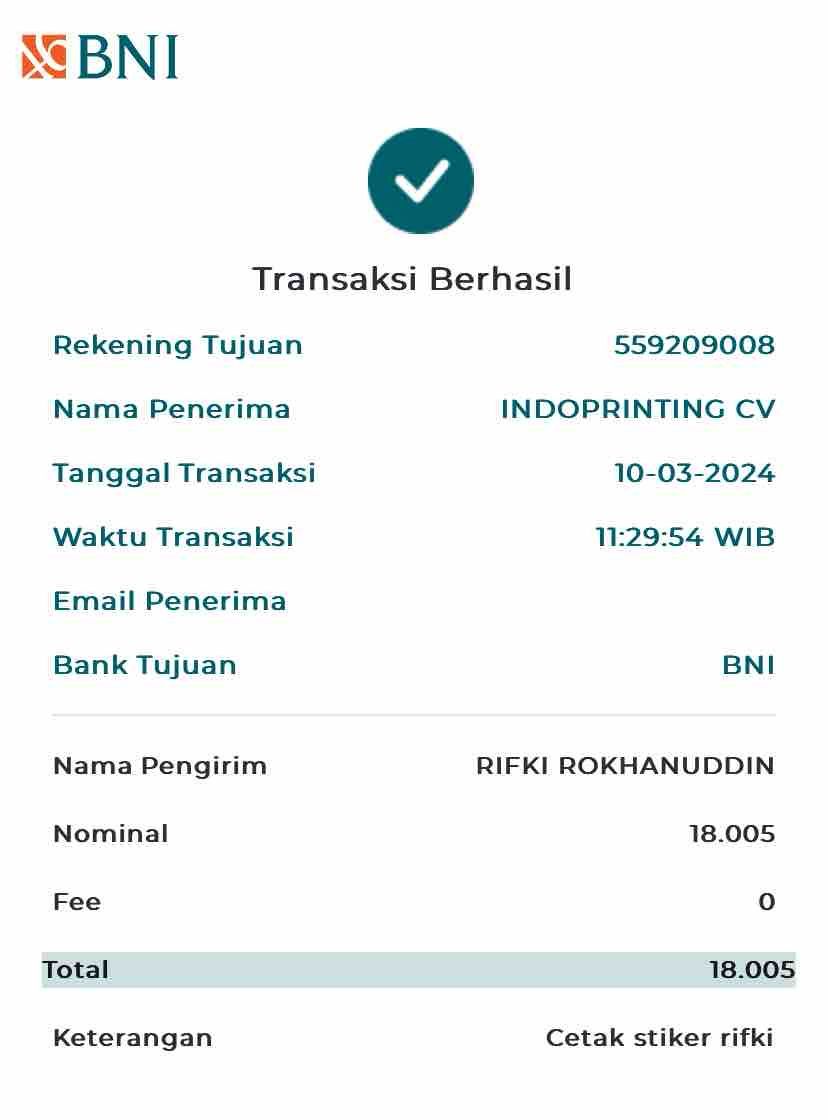 BNI
Transaksi Berhasil
Rekening Tujuan 559209008
Nama Penerima INDOPRINTING CV
Tanggal Transaksi 10-03-2024
Waktu Transaksi 11:29:54 WIB
Email Penerima
Bank Tujuan BNI
Nama Pengirim RIFKI ROKHANUDDIN
Nominal 18.005
Fee 0
Total 18.005
Keterangan Cetak stiker rifki